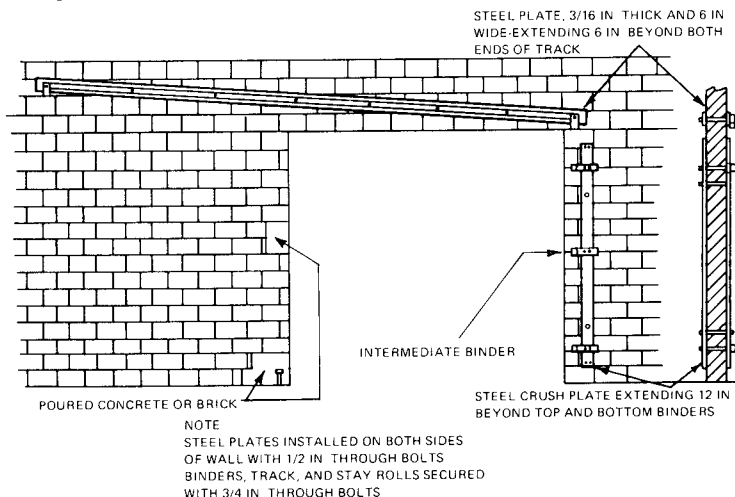 STEEL PLATE, 3/16 IN THICK AND 6 IN
WIDE-EXTENDING 6 IN BEYOND BOTH
ENDS OF TRACK
INTERMEDIATE BINDER
POURED CONCRETE OR BRICK
STEEL CRUSH PLATE EXTENDING 12 IN
BEYOND TOP AND BOTTOM BINDERS
NOTE
STEEL PLATES INSTALLED ON BOTH SIDES
OF WALL WITH 1/2 IN THROUGH BOLTS
BINDERS, TRACK, AND STAY ROLLS SECURED
WITH 3/4 IN THROUGH BOLTS